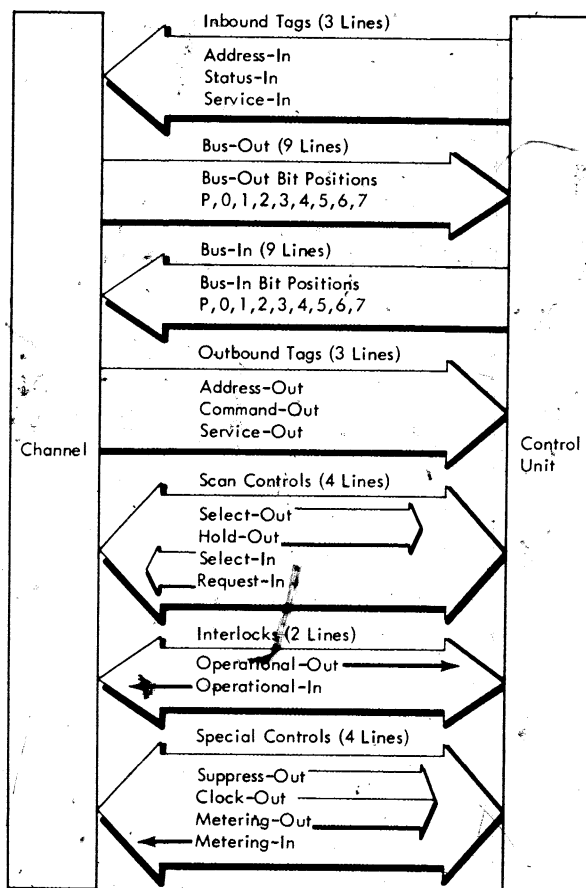 Inbound Tags (3 Lines)
Address-In
Status-In
Service-In
Bus-Out (9 Lines)
Bus-Out Bit Positions
P,0,1,2,3,4,5,6,7
Bus-In (9 Lines)
Bus-In Bit Positions
P,0,1,2,3,4,5,6,7
Outbound Tags (3 Lines)
Address-Out
Command-Out
Service-Out
Channel
Control
Unit
Scan Controls (4 Lines)
Select-Out
Hold-Out
Select-In
Request-In
Interlocks (2 Lines)
Operational-Out
Operational-In
Special Controls (4 Lines)
Suppress-Out
Clock-Out
Metering-Out
Metering-In